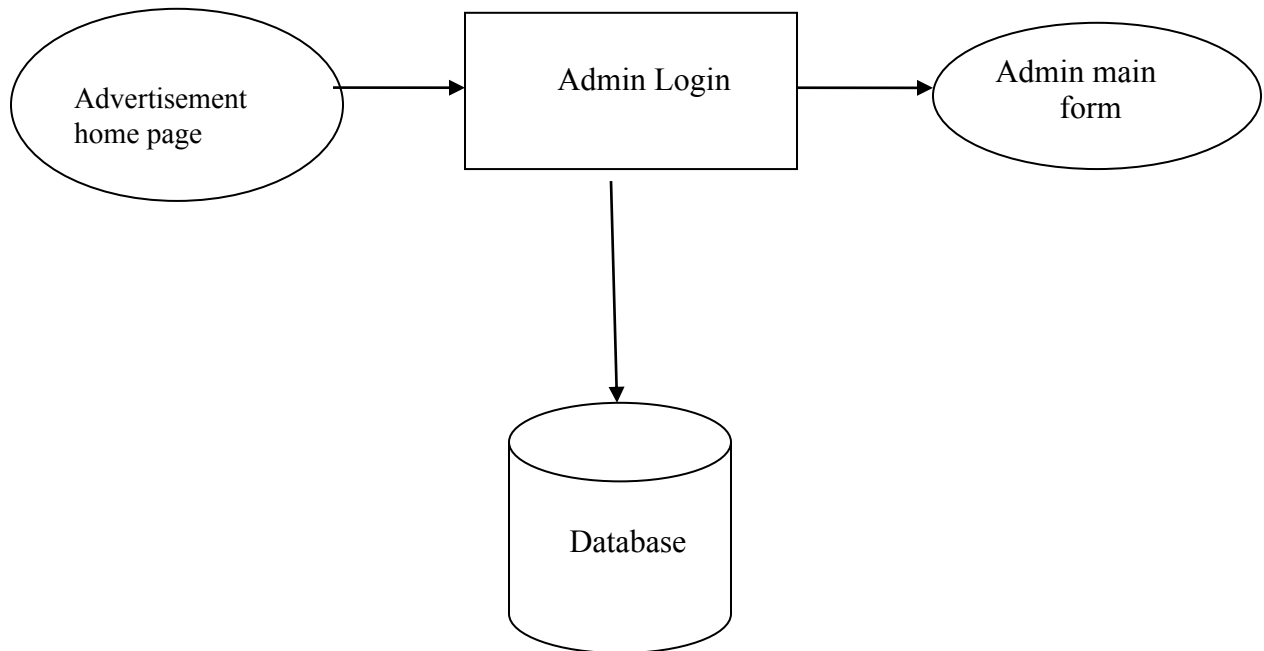 Advertisement
home page
Admin Login
Admin main
form
Database